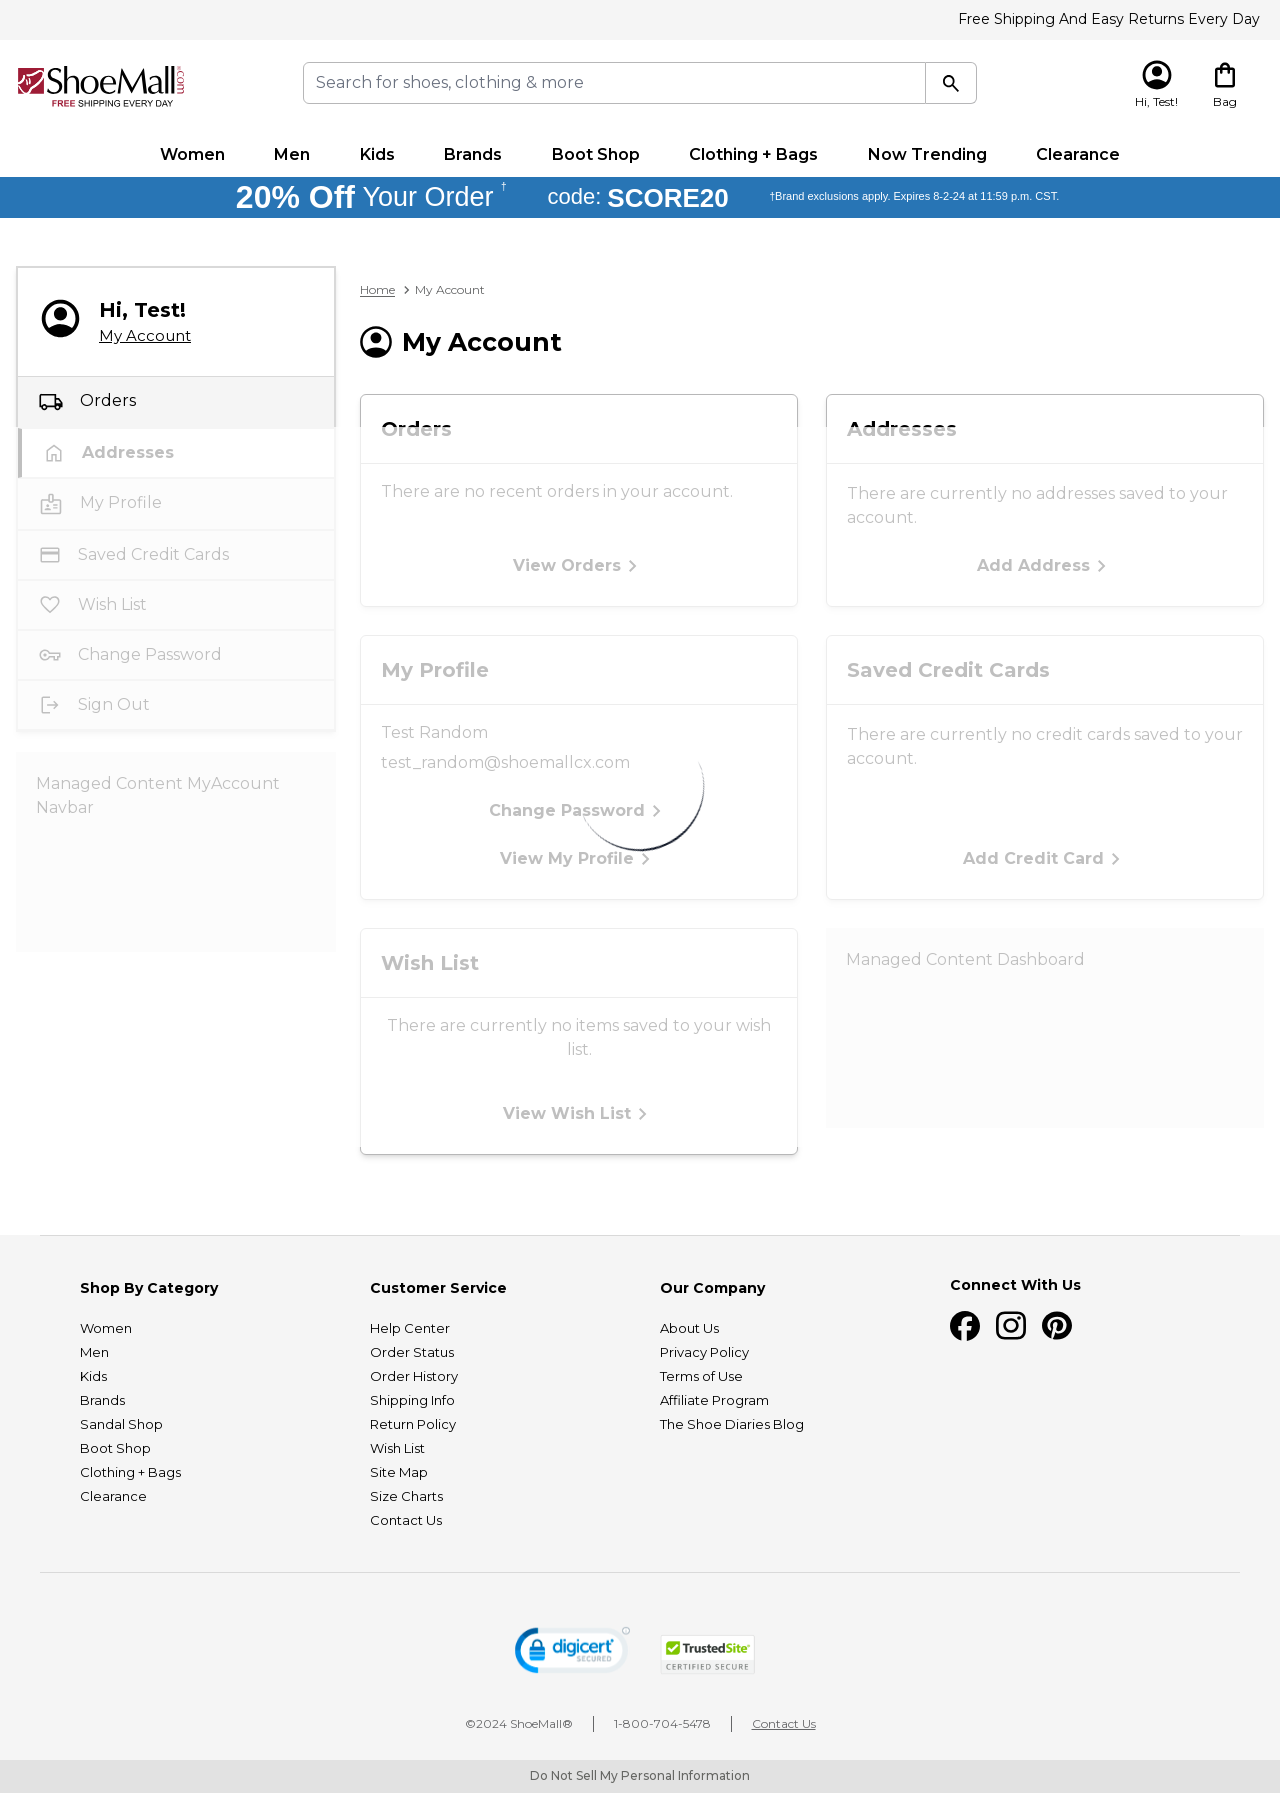 Free Shipping And Easy Returns Every Day
ShoeMall.com
FREE SHIPPING EVERY DAY
Search for shoes, clothing & more
Hi, Test!
Bag
Women
Men
Kids
Brands
Boot Shop
Clothing + Bags
Now Trending
Clearance
20% Off Your Order † code: SCORE20 †Brand exclusions apply. Expires 8-2-24 at 11:59 p.m. CST.
Hi, Test!
My Account
Orders
Addresses
My Profile
Saved Credit Cards
Wish List
Change Password
Sign Out
Managed Content MyAccount
Navbar
Home > My Account
My Account
Orders
There are no recent orders in your account.
View Orders
Addresses
There are currently no addresses saved to your
account.
Add Address
My Profile
Test Random
test_random@shoemallcx.com
Change Password
View My Profile
Saved Credit Cards
There are currently no credit cards saved to your
account.
Add Credit Card
Wish List
There are currently no items saved to your wish
list.
View Wish List
Managed Content Dashboard
Shop By Category
Women
Men
Kids
Brands
Sandal Shop
Boot Shop
Clothing + Bags
Clearance
Customer Service
Help Center
Order Status
Order History
Shipping Info
Return Policy
Wish List
Site Map
Size Charts
Contact Us
Our Company
About Us
Privacy Policy
Terms of Use
Affiliate Program
The Shoe Diaries Blog
Connect With Us
digicert
SECURED
TrustedSite
CERTIFIED SECURE
©2024 ShoeMall®
1-800-704-5478
Contact Us
Do Not Sell My Personal Information